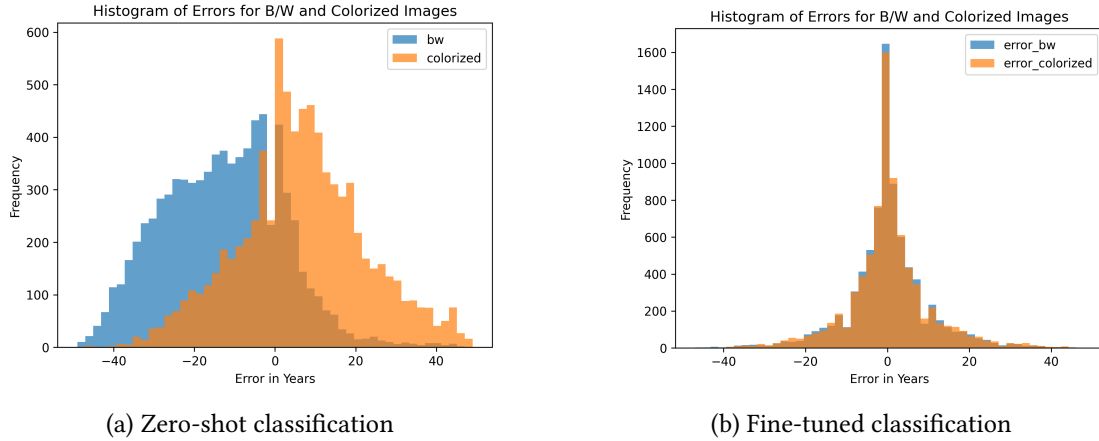 Histogram of Errors for B/W and Colorized Images
600
500
400
300
200
100
0
Frequency
bw
colorized
−40
−20
0
20
40
Error in Years
(a) Zero-shot classification
Histogram of Errors for B/W and Colorized Images
1600
1400
1200
1000
800
600
400
200
0
Frequency
error_bw
error_colorized
−40
−20
0
20
40
Error in Years
(b) Fine-tuned classification